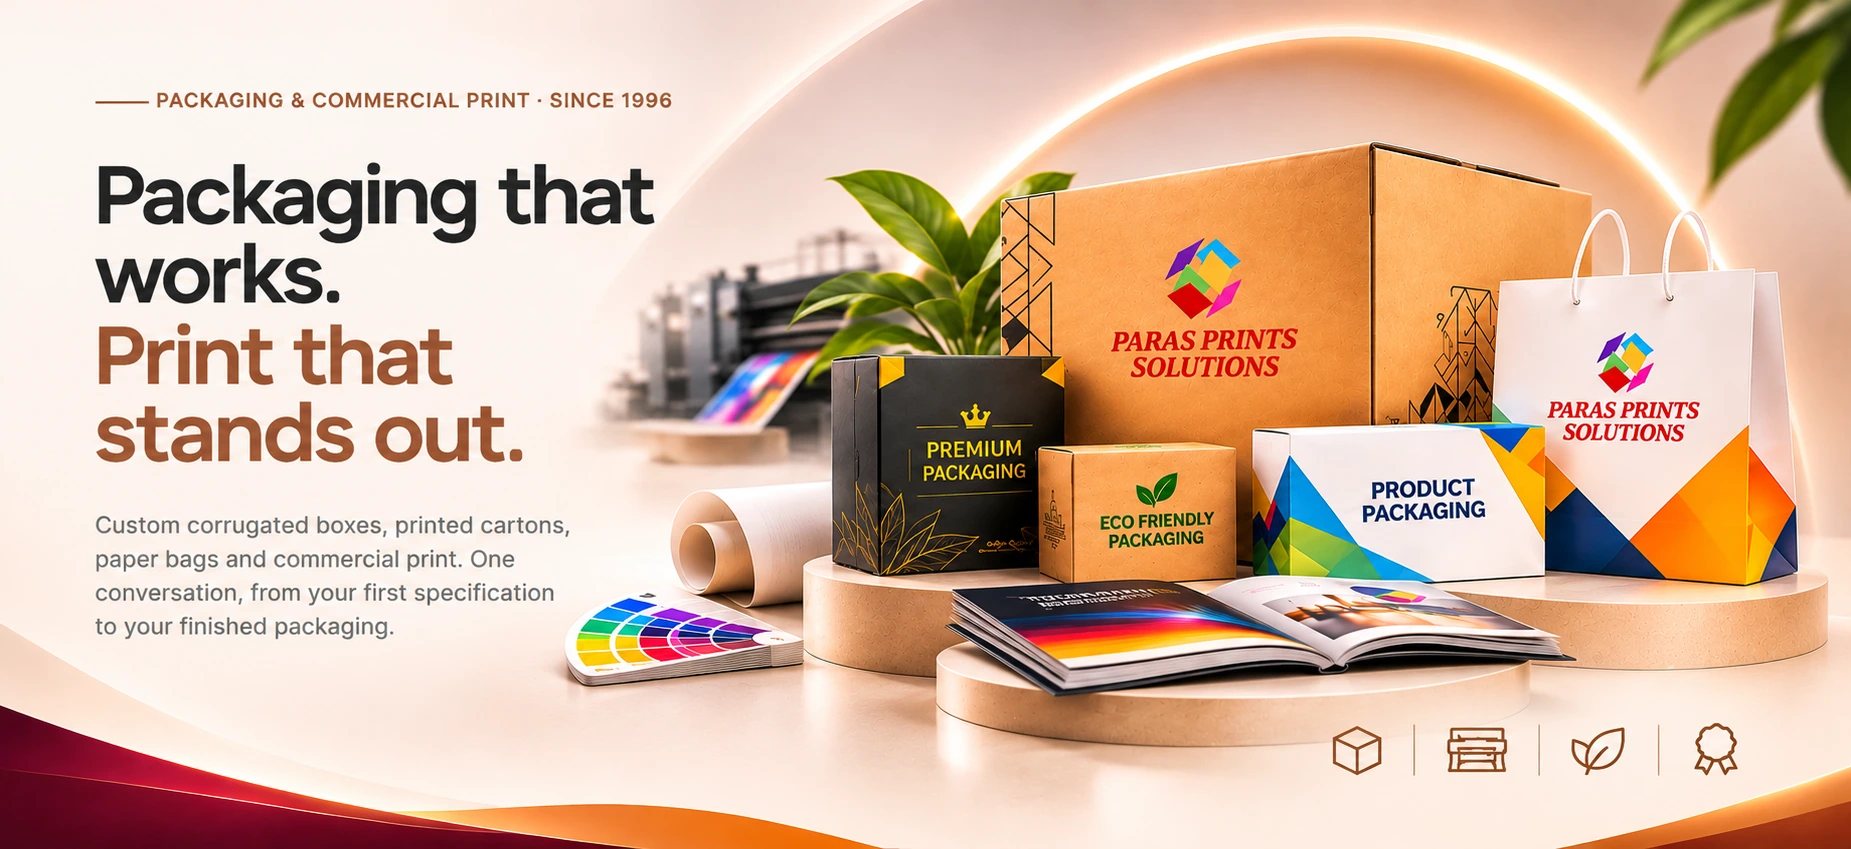 PACKAGING & COMMERCIAL PRINT · SINCE 1996
Packaging that
works.
Print that
stands out.
Custom corrugated boxes, printed cartons,
paper bags and commercial print. One
conversation, from your first specification
to your finished packaging.
PARAS PRINTS
SOLUTIONS
PARAS PRINTS
SOLUTIONS
PREMIUM
PACKAGING
ECO FRIENDLY
PACKAGING
PRODUCT
PACKAGING